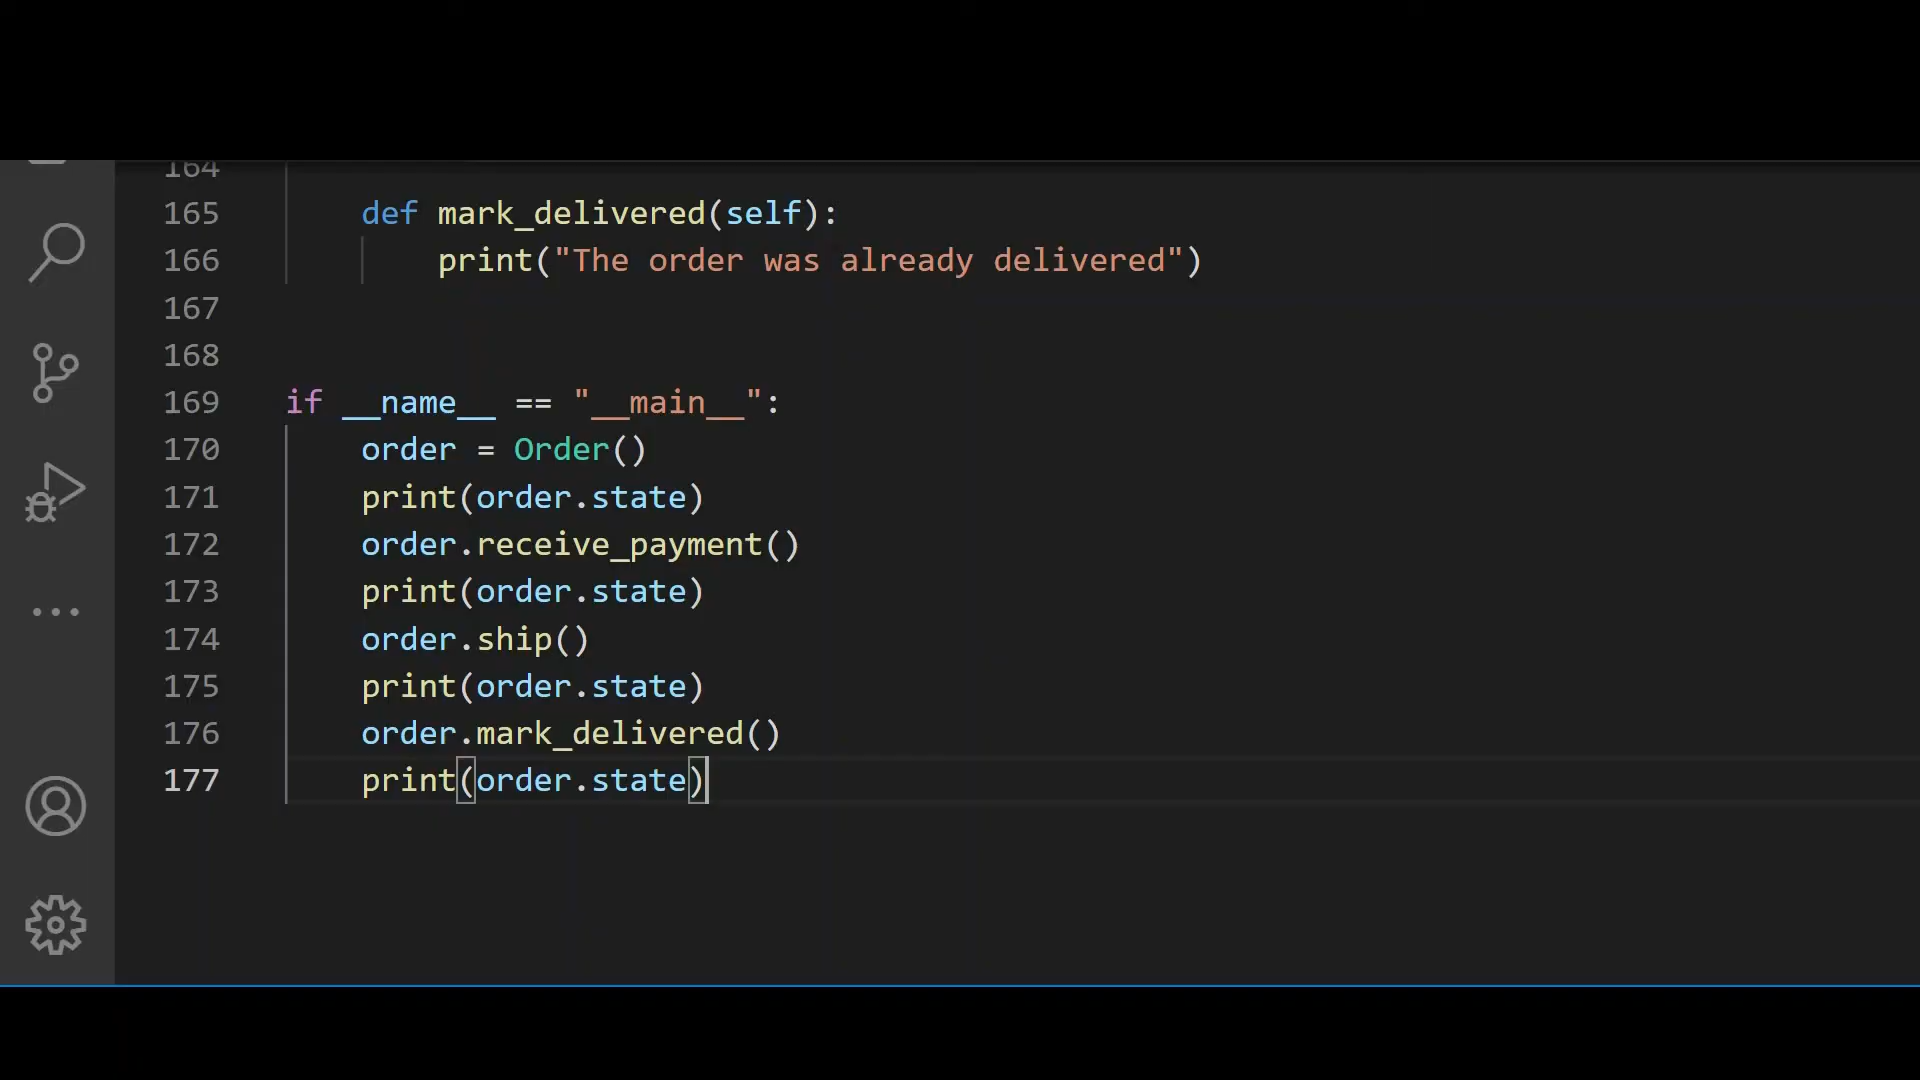 164
165 def mark_delivered(self):
166 print("The order was already delivered")
167
168
169 if __name__ == "__main__":
170 order = Order()
171 print(order.state)
172 order.receive_payment()
173 print(order.state)
174 order.ship()
175 print(order.state)
176 order.mark_delivered()
177 print(order.state)